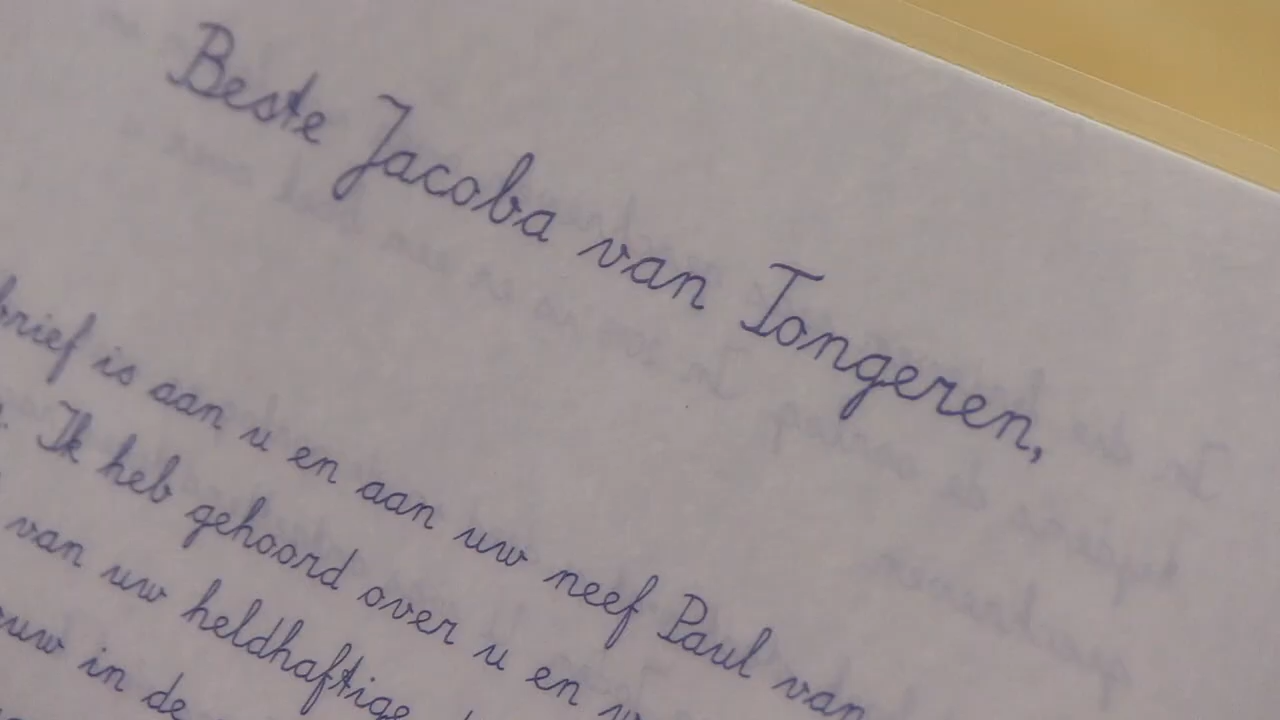 Beste Jacoba van Tongeren,
brief is aan u en aan uw neef Paul van
Ik heb gehoord over u en
van uw heldhaftige
in de